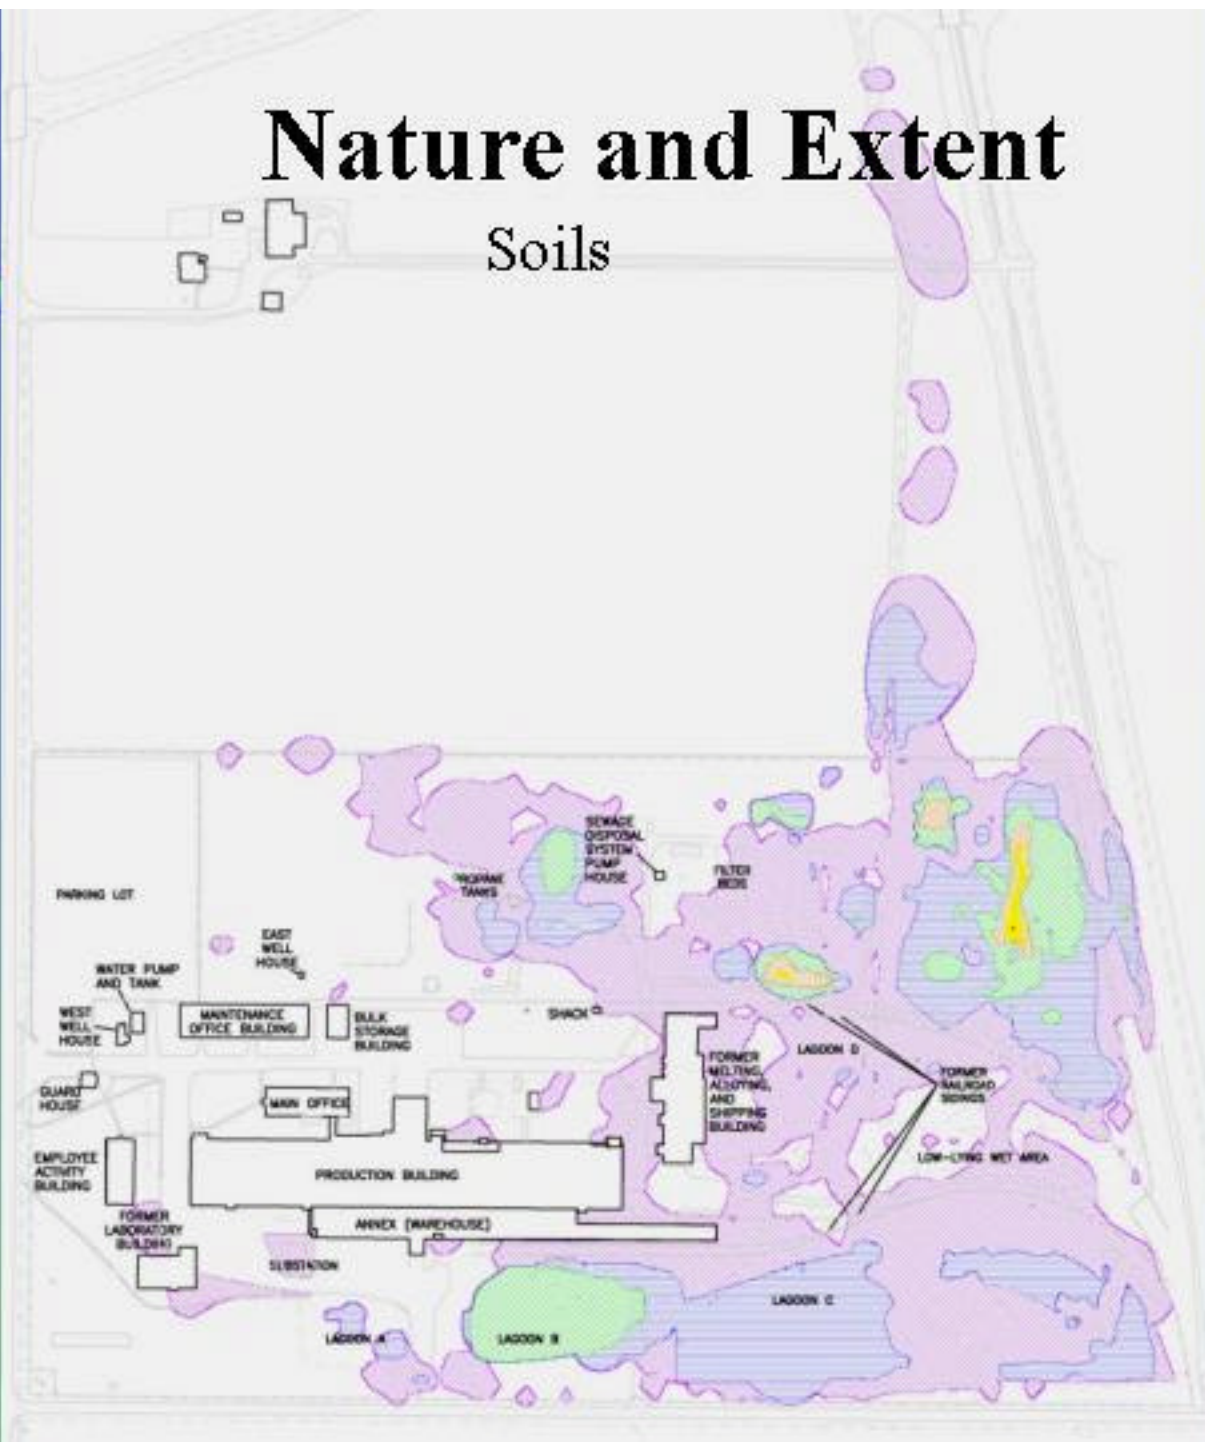 Nature and Extent
Soils
SEWAGE
DISPOSAL
SYSTEM
PUMP
HOUSE
PROPANE
TANKS
FILTER
BEDS
PARKING LOT
EAST
WELL
HOUSE
WATER PUMP
AND TANK
WEST
WELL
HOUSE
MAINTENANCE
OFFICE BUILDING
BULK
STORAGE
BUILDING
SHACK
LAGOON D
FORMER
MELTING,
ALLOYING,
AND
SHIPPING
BUILDING
FORMER
RAILROAD
SIDINGS
GUARD
HOUSE
MAIN OFFICE
EMPLOYEE
ACTIVITY
BUILDING
PRODUCTION BUILDING
LOW-LYING WET AREA
FORMER
LABORATORY
BUILDING
ANNEX (WAREHOUSE)
SUBSTATION
LAGOON C
LAGOON A
LAGOON B